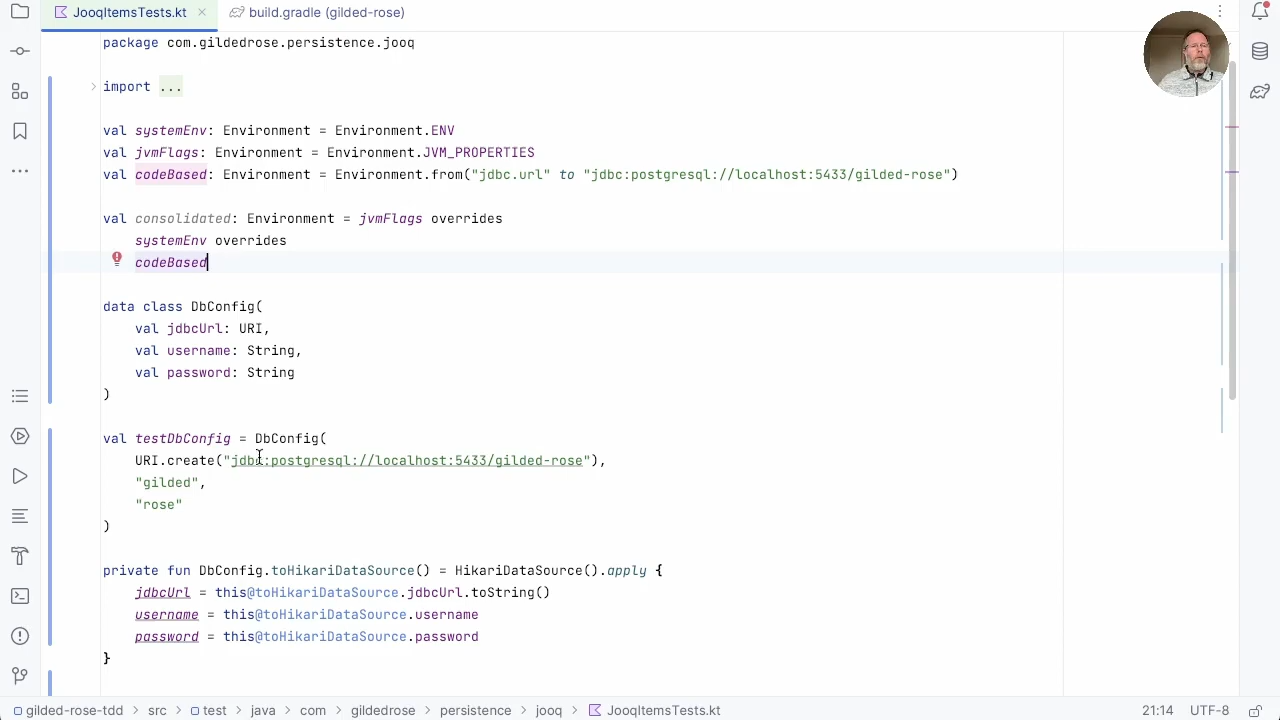 JooqItemsTests.kt
build.gradle (gilded-rose)
package com.gildedrose.persistence.jooq
import ...
val systemEnv: Environment = Environment.ENV
val jvmFlags: Environment = Environment.JVM_PROPERTIES
val codeBased: Environment = Environment.from("jdbc.url" to "jdbc:postgresql://localhost:5433/gilded-rose")
val consolidated: Environment = jvmFlags overrides
systemEnv overrides
codeBased
data class DbConfig(
val jdbcUrl: URI,
val username: String,
val password: String
)
val testDbConfig = DbConfig(
URI.create("jdbc:postgresql://localhost:5433/gilded-rose"),
"gilded",
"rose"
)
private fun DbConfig.toHikariDataSource() = HikariDataSource().apply {
jdbcUrl = this@toHikariDataSource.jdbcUrl.toString()
username = this@toHikariDataSource.username
password = this@toHikariDataSource.password
}
gilded-rose-tdd > src > test > java > com > gildedrose > persistence > jooq > JooqItemsTests.kt
21:14 UTF-8